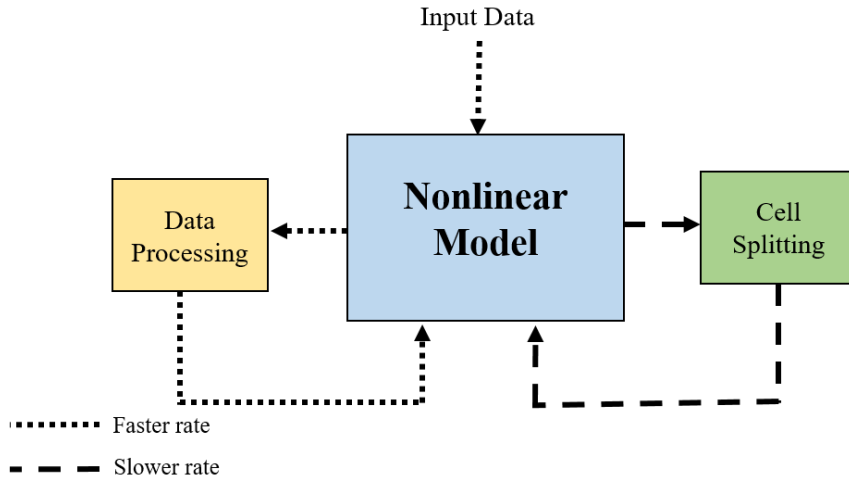 Input Data
Nonlinear
Model
Data
Processing
Cell
Splitting
Faster rate
Slower rate